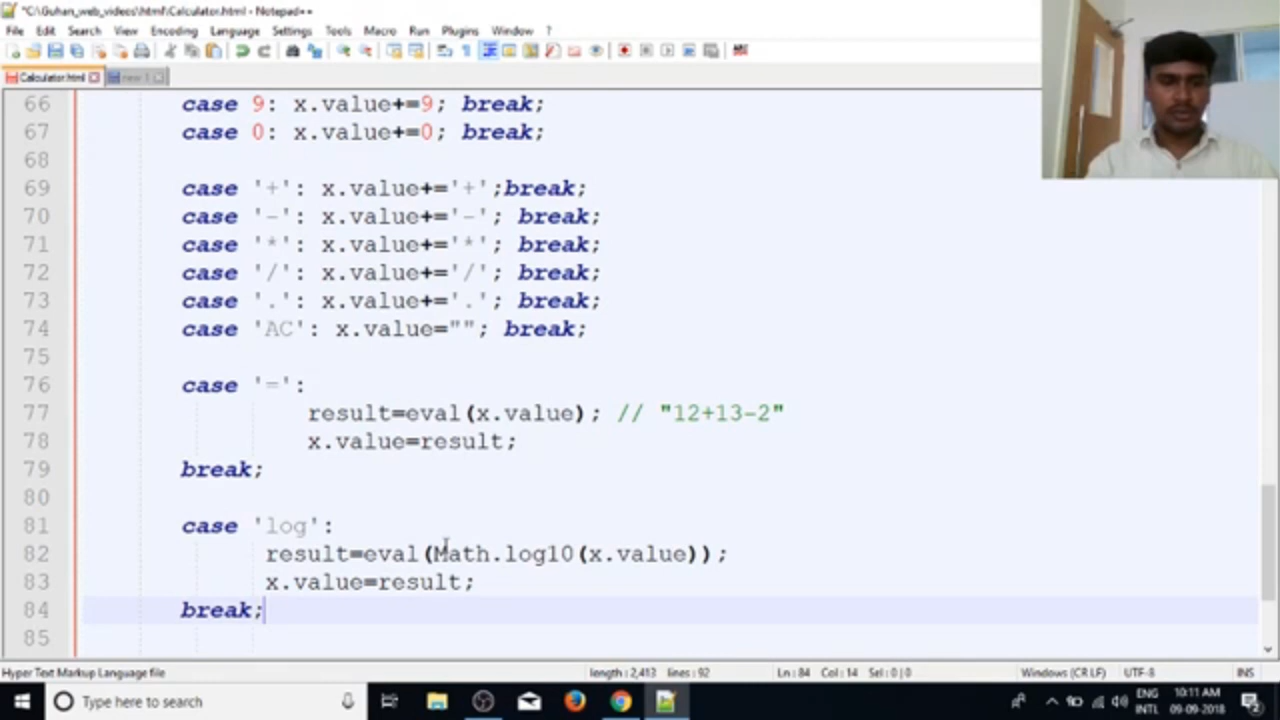 *C:\Guhan_web_videos\html\Calculator.html - Notepad++
File Edit Search View Encoding Language Settings Tools Macro Run Plugins Window ?
Calculator.html new 1
66 case 9: x.value+=9; break;
67 case 0: x.value+=0; break;
68
69 case '+': x.value+='+';break;
70 case '-': x.value+='-'; break;
71 case '*': x.value+='*'; break;
72 case '/': x.value+='/'; break;
73 case '.': x.value+='.'; break;
74 case 'AC': x.value=""; break;
75
76 case '=':
77 result=eval(x.value); // "12+13-2"
78 x.value=result;
79 break;
80
81 case 'log':
82 result=eval(Math.log10(x.value));
83 x.value=result;
84 break;
85
Hyper Text Markup Language file length : 2,413 lines : 92 Ln : 84 Col : 14 Sel : 0 | 0 Windows (CR LF) UTF-8 INS
Type here to search ENG 10:11 AM
INTL 09-09-2018